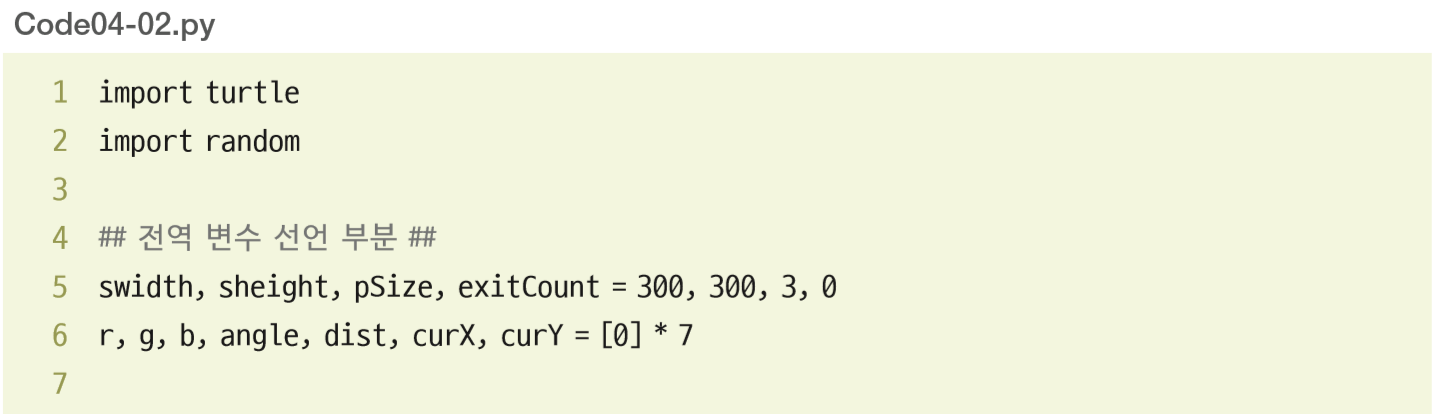 Code04-02.py
1 import turtle
2 import random
3
4 ## 전역 변수 선언 부분 ##
5 swidth, sheight, pSize, exitCount = 300, 300, 3, 0
6 r, g, b, angle, dist, curX, curY = [0] * 7
7